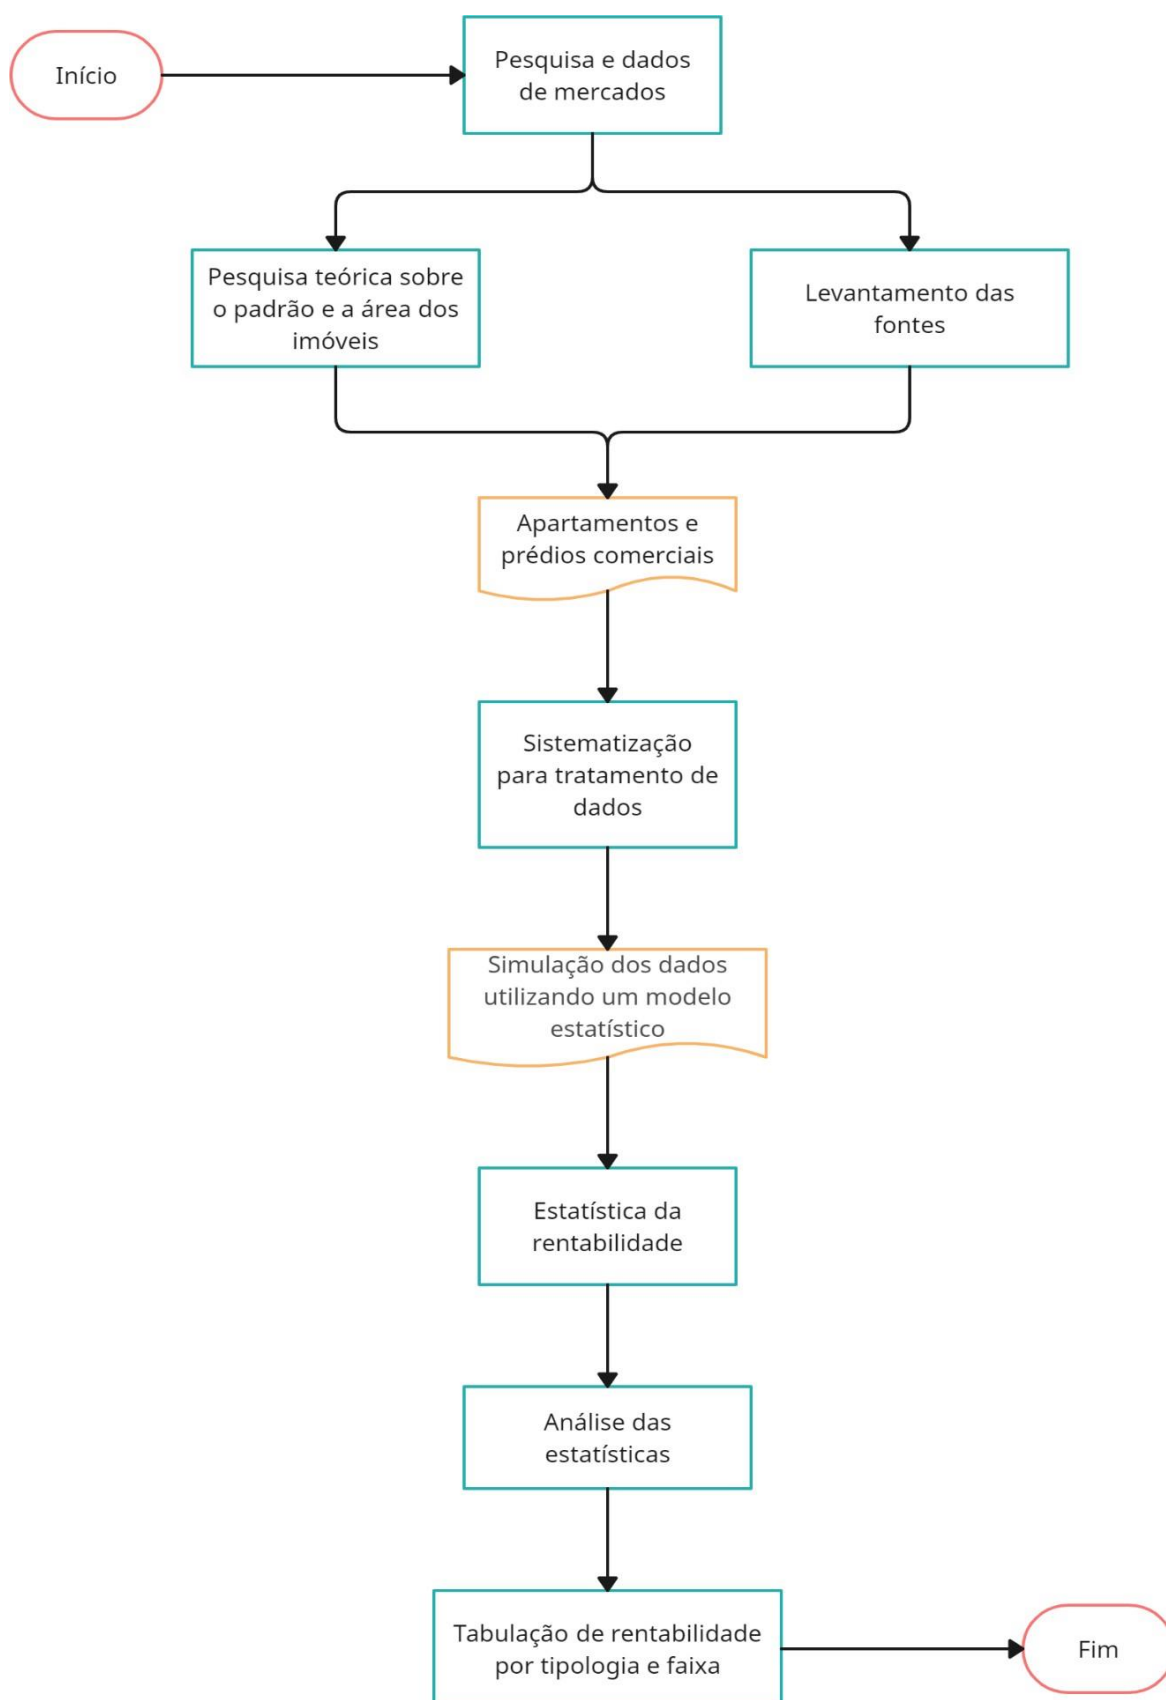 Início
Pesquisa e dados
de mercados
Pesquisa teórica sobre
o padrão e a área dos
imóveis
Levantamento das
fontes
Apartamentos e
prédios comerciais
Sistematização
para tratamento de
dados
Simulação dos dados
utilizando um modelo
estatístico
Estatística da
rentabilidade
Análise das
estatísticas
Tabulação de rentabilidade
por tipologia e faixa
Fim